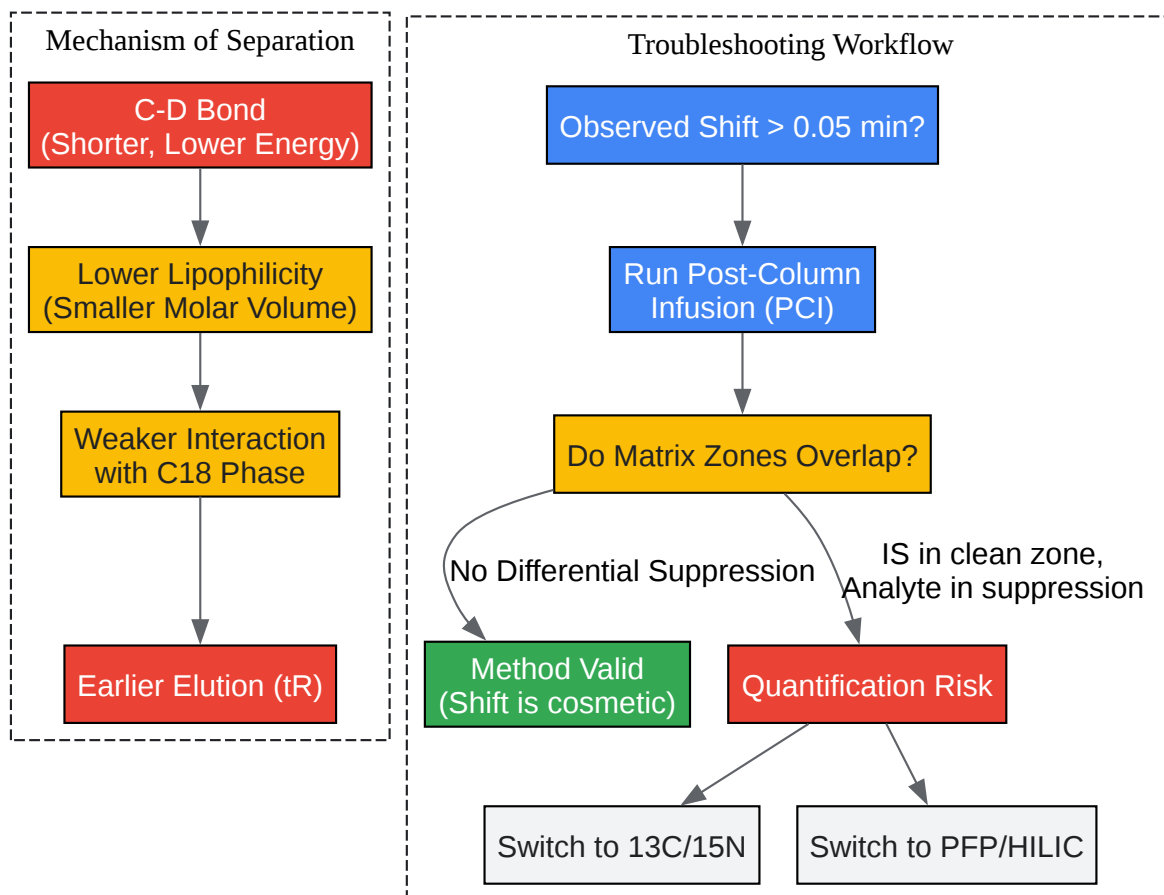 Mechanism of Separation
C-D Bond
(Shorter, Lower Energy)
Lower Lipophilicity
(Smaller Molar Volume)
Weaker Interaction
with C18 Phase
Earlier Elution (tR)
Troubleshooting Workflow
Observed Shift > 0.05 min?
Run Post-Column
Infusion (PCI)
Do Matrix Zones Overlap?
No Differential Suppression
IS in clean zone,
Analyte in suppression
Method Valid
(Shift is cosmetic)
Quantification Risk
Switch to 13C/15N
Switch to PFP/HILIC